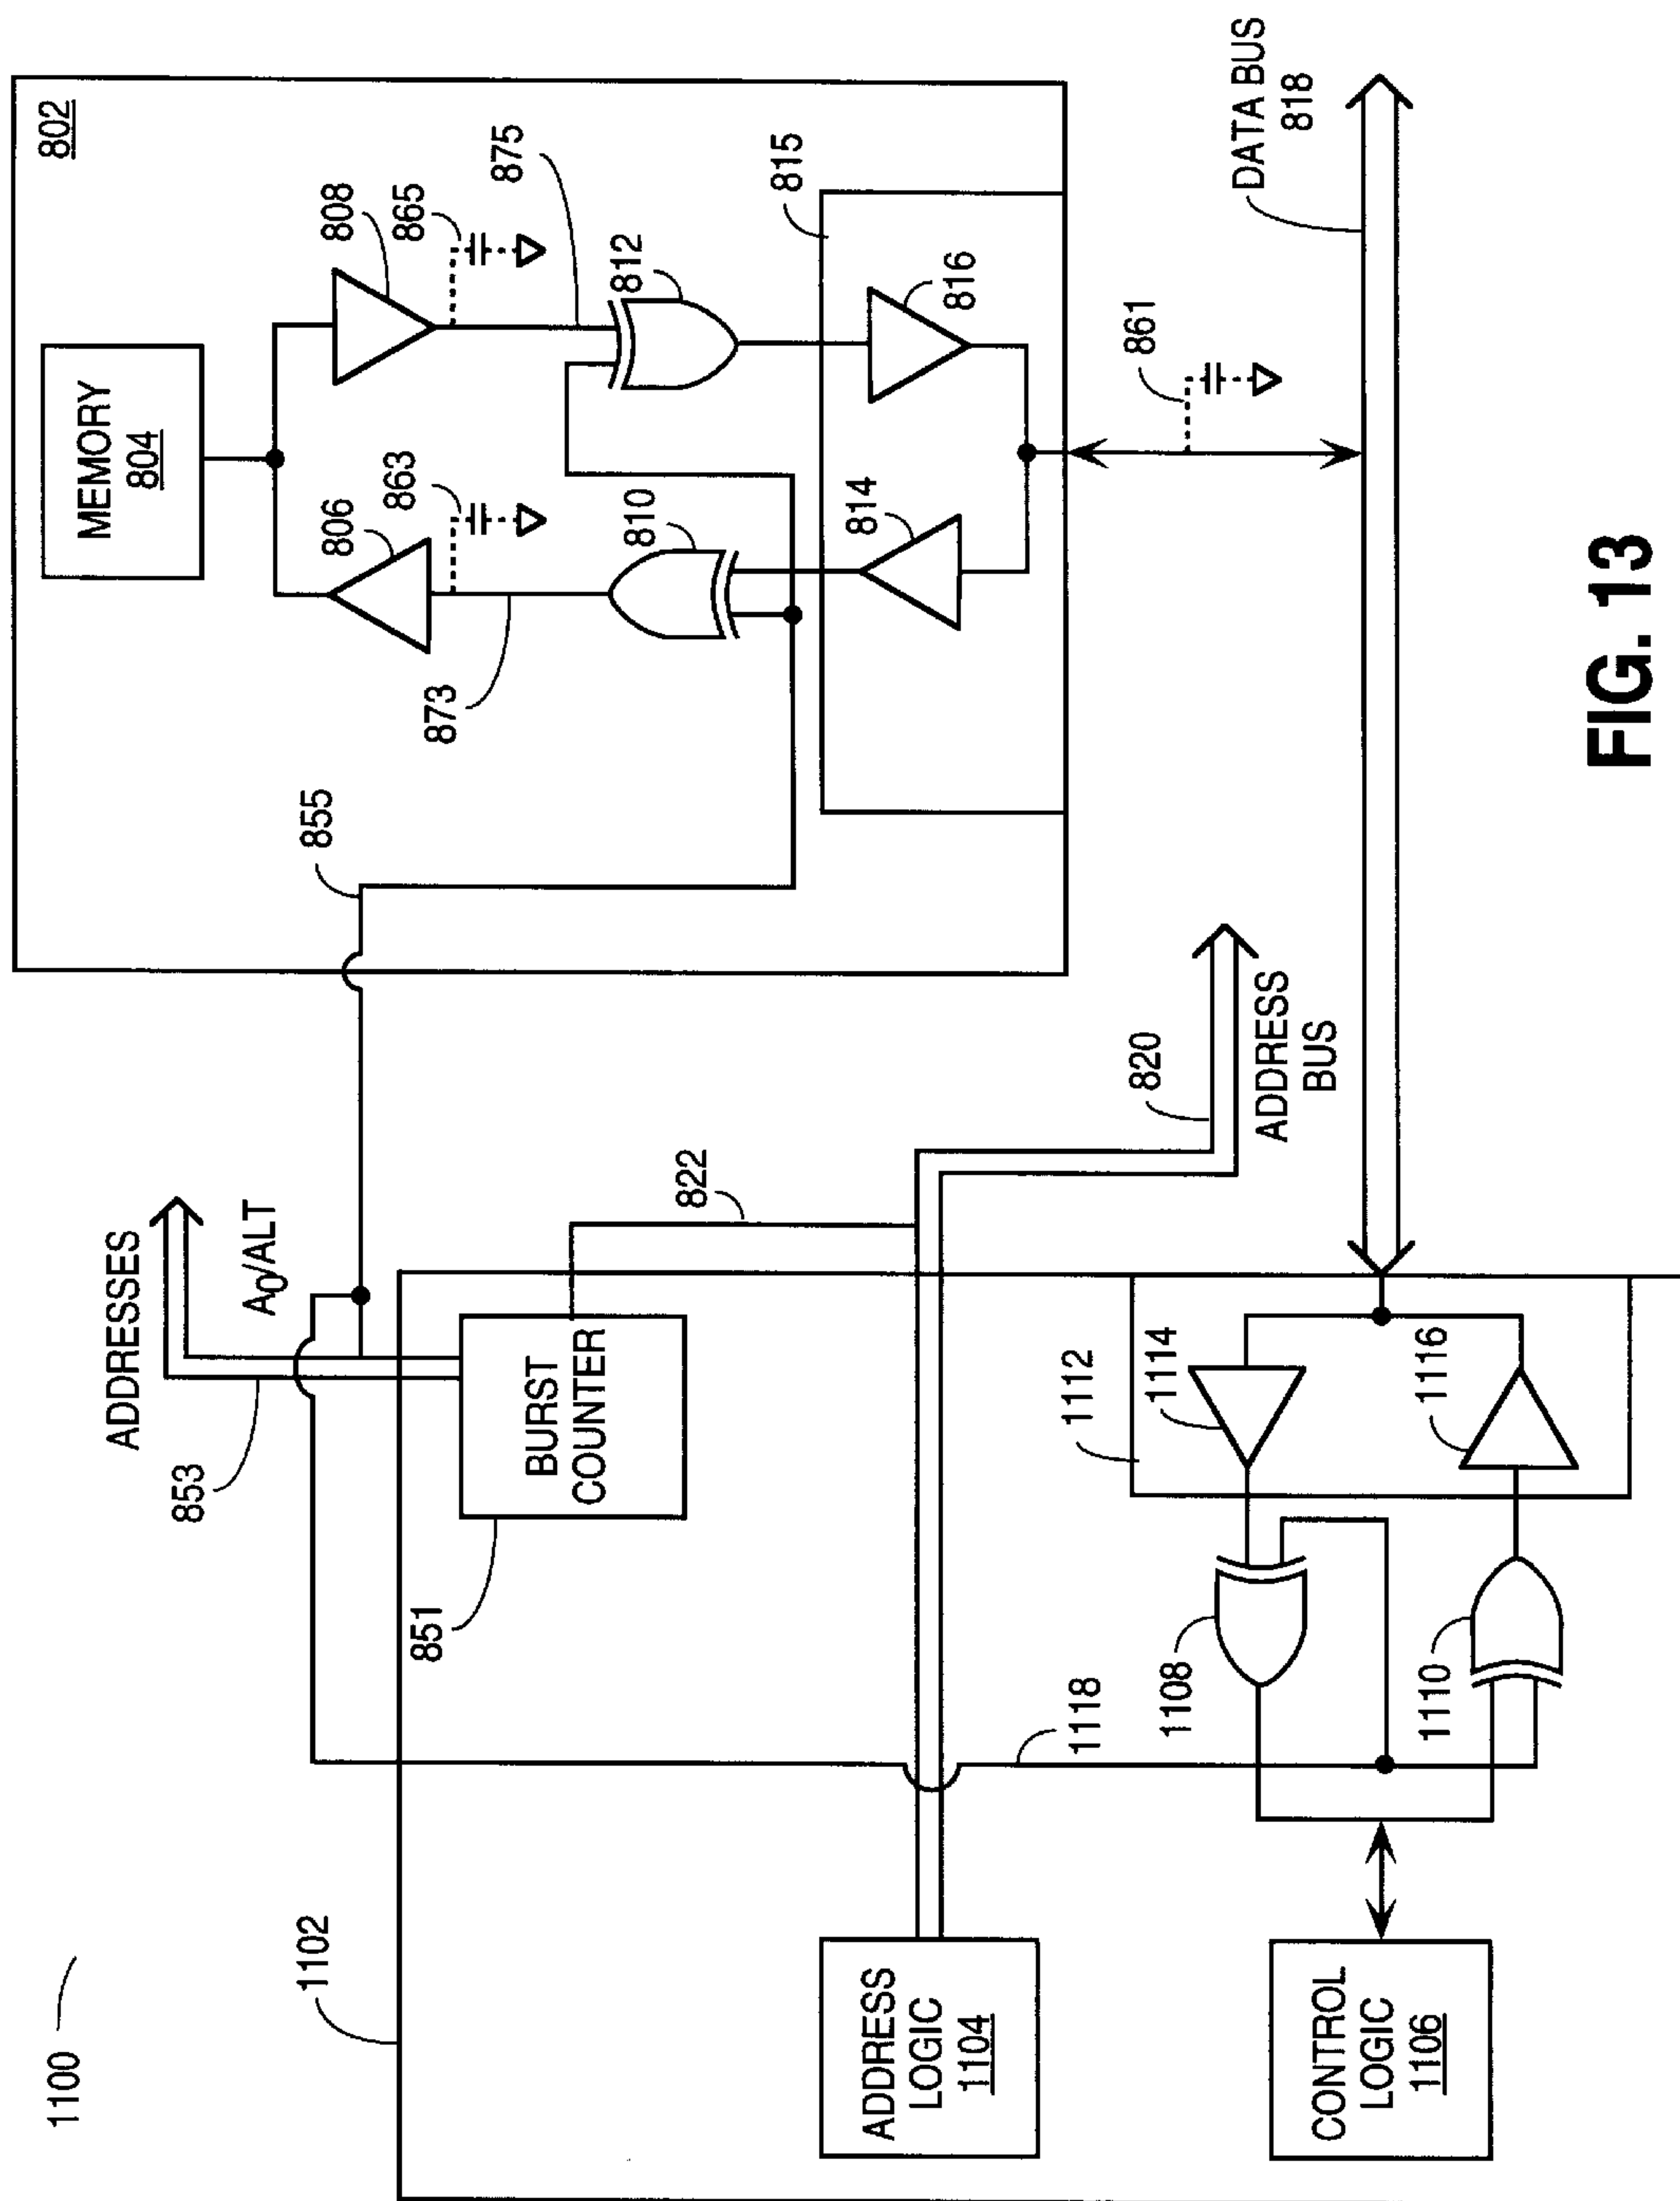 1100
1102
ADDRESSES
853
A0/ALT
855
802
MEMORY
804
806
808
863
865
873
875
810
812
851
BURST
COUNTER
822
815
814
816
861
820
ADDRESS
BUS
DATA BUS
818
ADDRESS
LOGIC
1104
1118
1108
1110
1112
1114
1116
CONTROL
LOGIC
1106
FIG. 13